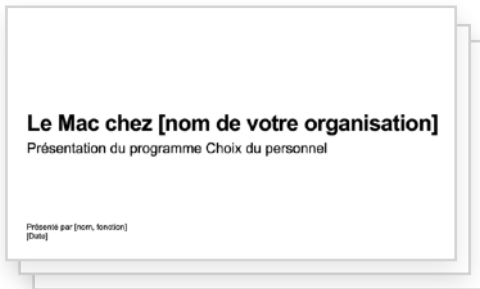 Le Mac chez [nom de votre organisation]
Présentation du programme Choix du personnel
Présenté par [nom, fonction]
[Date]